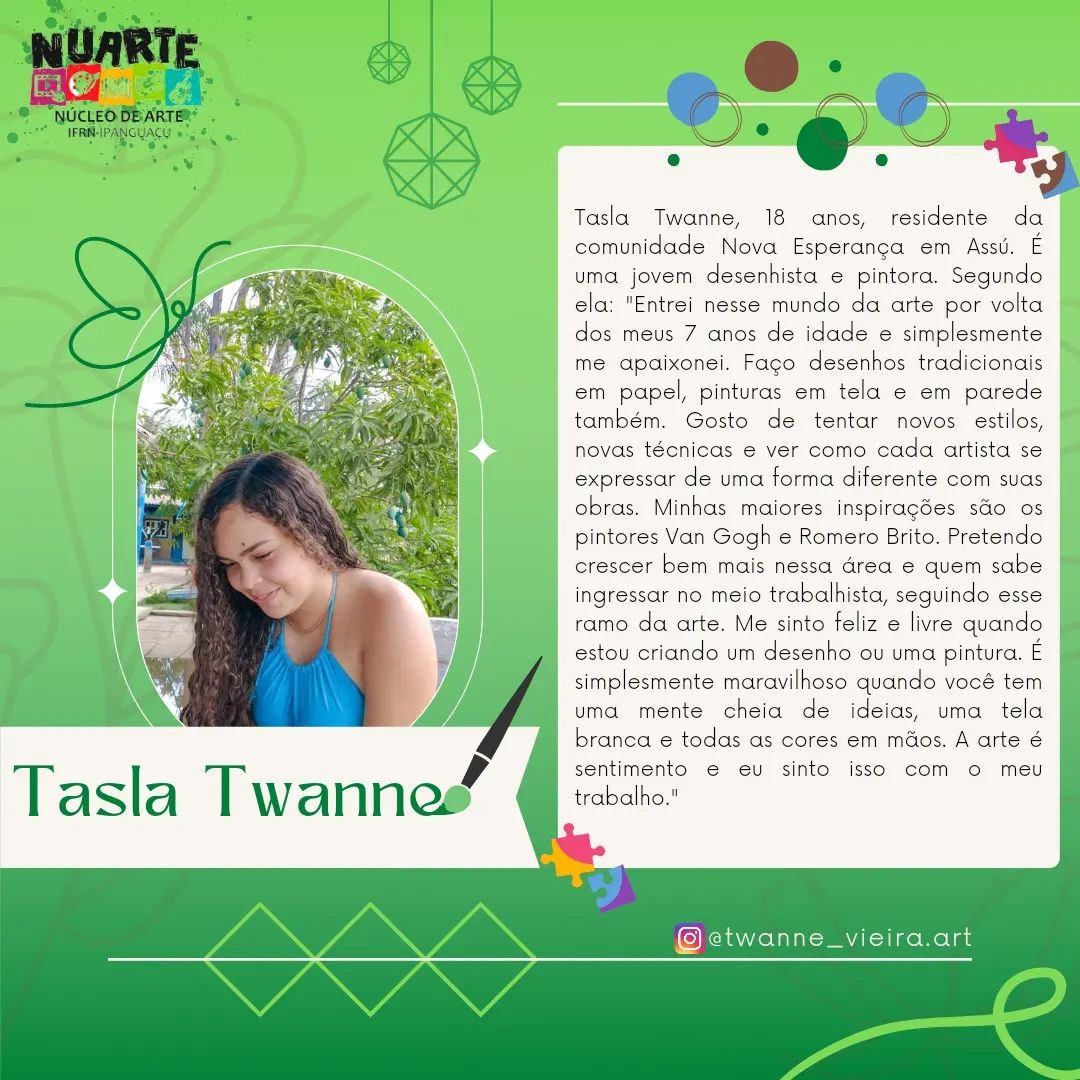 NUARTE
NÚCLEO DE ARTE
IFRN-IPANGUAÇU
Tasla Twanne, 18 anos, residente da
comunidade Nova Esperança em Assú. É
uma jovem desenhista e pintora. Segundo
ela: "Entrei nesse mundo da arte por volta
dos meus 7 anos de idade e simplesmente
me apaixonei. Faço desenhos tradicionais
em papel, pinturas em tela e em parede
também. Gosto de tentar novos estilos,
novas técnicas e ver como cada artista se
expressar de uma forma diferente com suas
obras. Minhas maiores inspirações são os
pintores Van Gogh e Romero Brito. Pretendo
crescer bem mais nessa área e quem sabe
ingressar no meio trabalhista, seguindo esse
ramo da arte. Me sinto feliz e livre quando
estou criando um desenho ou uma pintura. É
simplesmente maravilhoso quando você tem
uma mente cheia de ideias, uma tela
branca e todas as cores em mãos. A arte é
sentimento e eu sinto isso com o meu
trabalho."
Tasla Twanne
@twanne_vieira.art